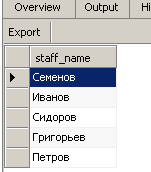 Overview Output Hi
Export
staff_name
Семенов
Иванов
Сидоров
Григорьев
Петров